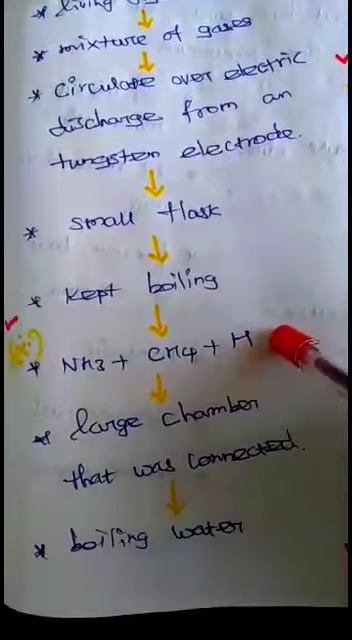 * living
* mixture of gases
* circulate over electric
discharge from an
tungsten electrode.
* small flask
* kept boiling
* NH3 + CH4 + H
* large chamber
that was connected.
* boiling water